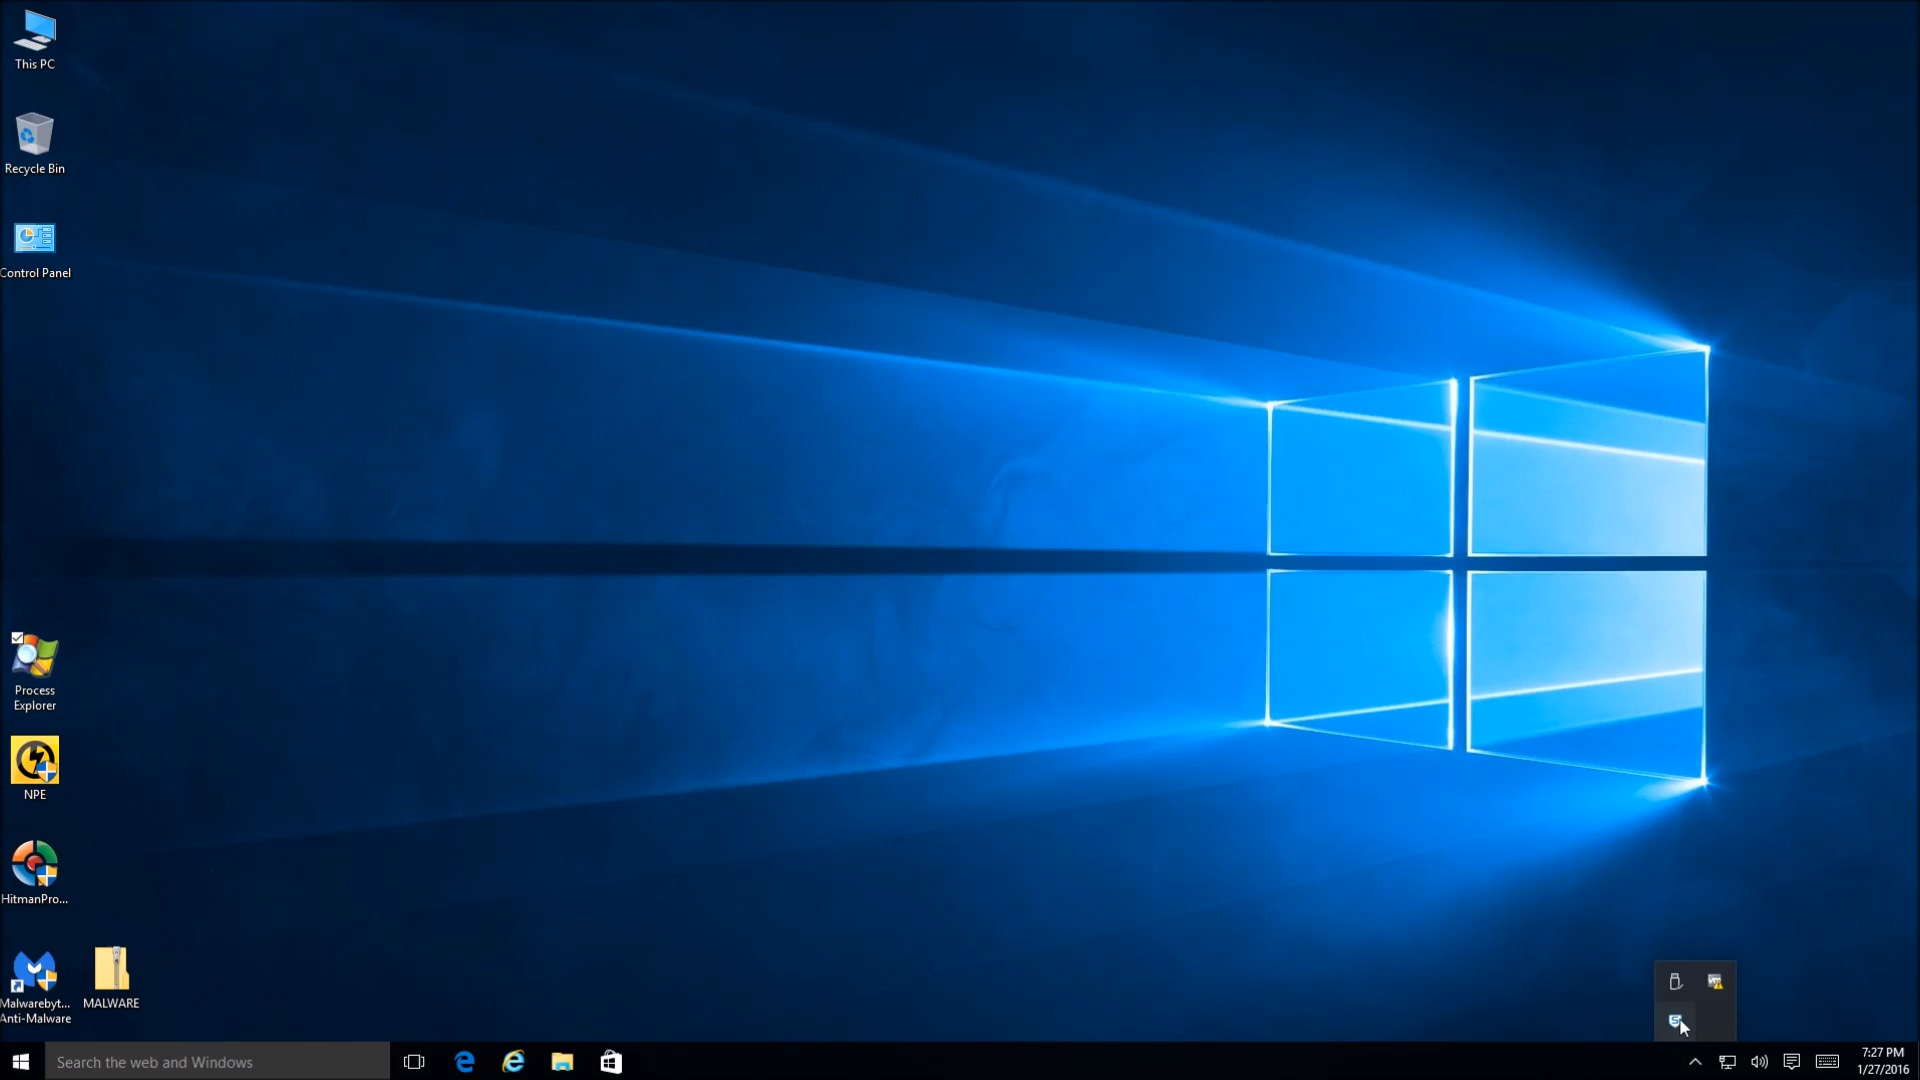 This PC
Recycle Bin
Control Panel
Process
Explorer
NPE
HitmanPro...
Malwarebyt...
Anti-Malware
MALWARE
Search the web and Windows
7:27 PM
1/27/2016